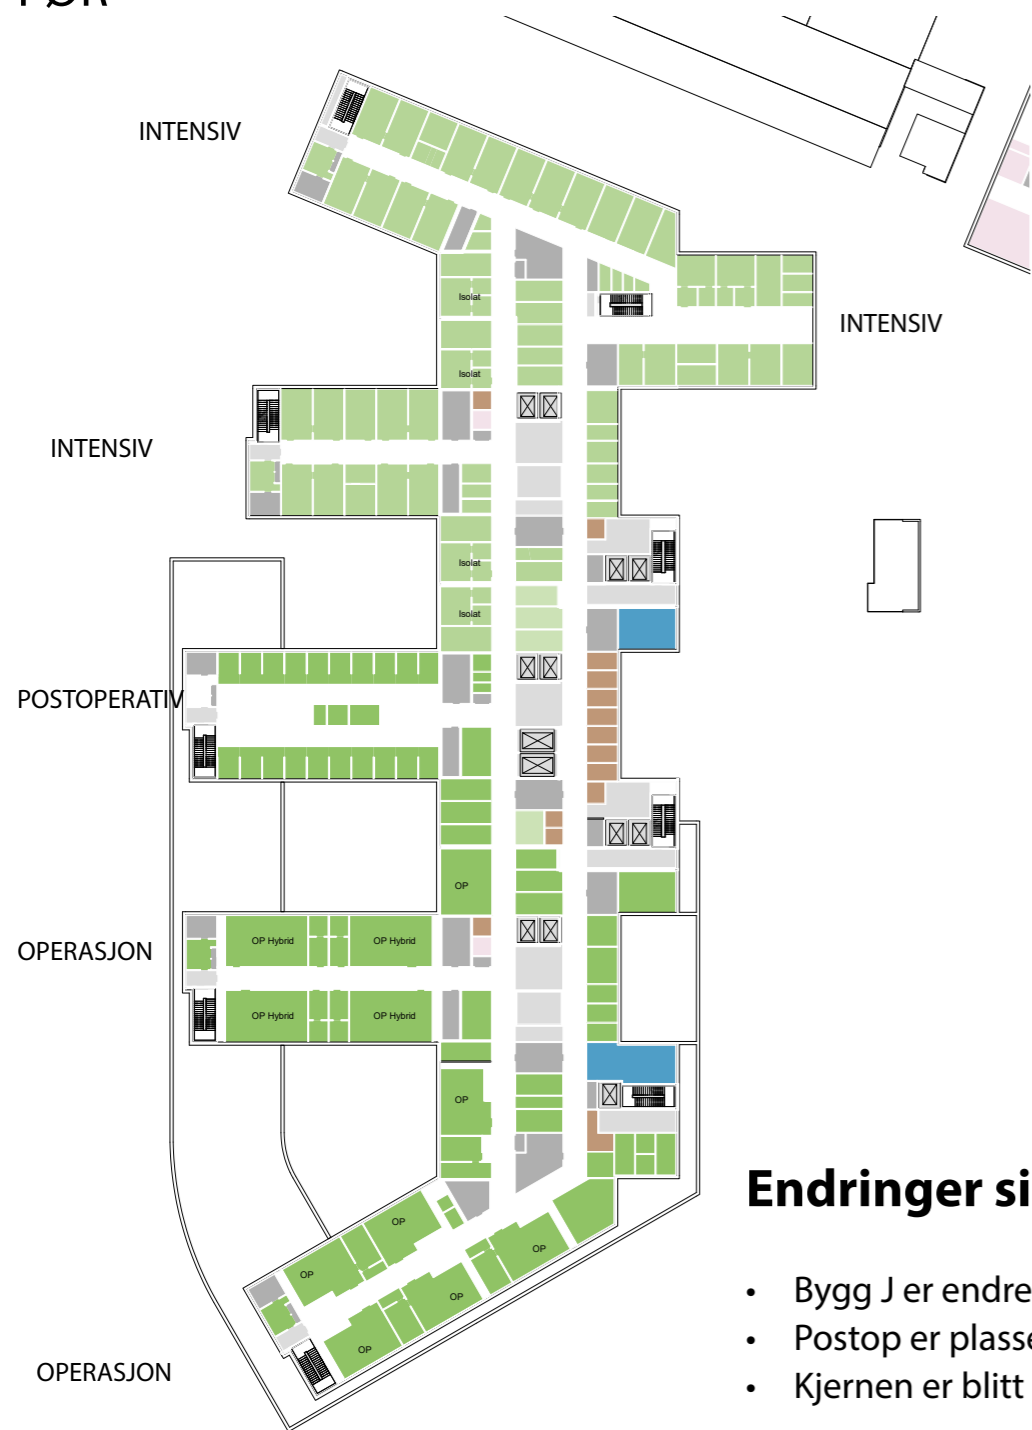 FØR
INTENSIV
Isolat
INTENSIV
Isolat
INTENSIV
Isolat
Isolat
POSTOPERATIV
OP
OP Hybrid OP Hybrid
OPERASJON
OP Hybrid OP Hybrid
OP
Endringer si
OP
OP
OP
• Bygg J er endre
OP
• Postop er plasse
OP
OPERASJON
• Kjernen er blitt